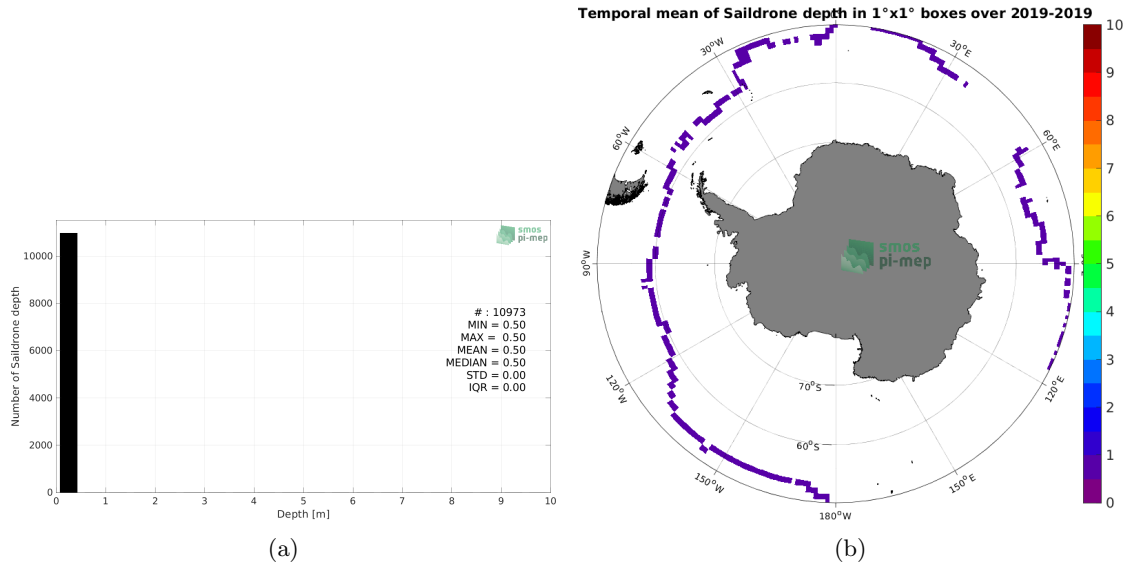 Number of Saildrone depth
10000
8000
6000
4000
2000
0
smos
pi-mep
# : 10973
MIN = 0.50
MAX = 0.50
MEAN = 0.50
MEDIAN = 0.50
STD = 0.00
IQR = 0.00
0 1 2 3 4 5 6 7 8 9 10
Depth [m]
(a)
Temporal mean of Saildrone depth in 1°x1° boxes over 2019-2019
30°W
30°E
60°W
60°E
90°W
smos
pi-mep
120°W
120°E
70°S
60°S
150°W
150°E
180°W
10
9
8
7
6
5
4
3
2
1
0
(b)